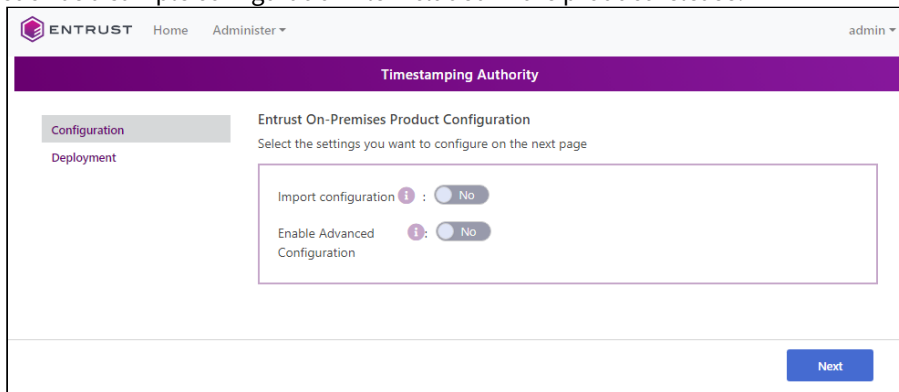 ENTRUST Home Administer admin
Timestamping Authority
Configuration
Deployment
Entrust On-Premises Product Configuration
Select the settings you want to configure on the next page
Import configuration i : No
Enable Advanced Configuration i : No
Next